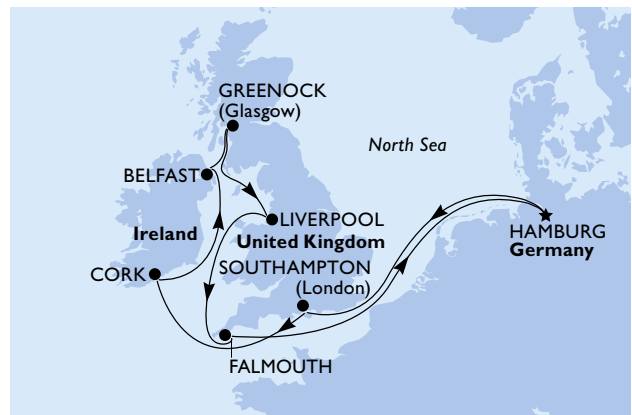 GREENOCK
(Glasgow)
North Sea
BELFAST
LIVERPOOL
Ireland
United Kingdom
HAMBURG
Germany
CORK
SOUTHAMPTON
(London)
FALMOUTH